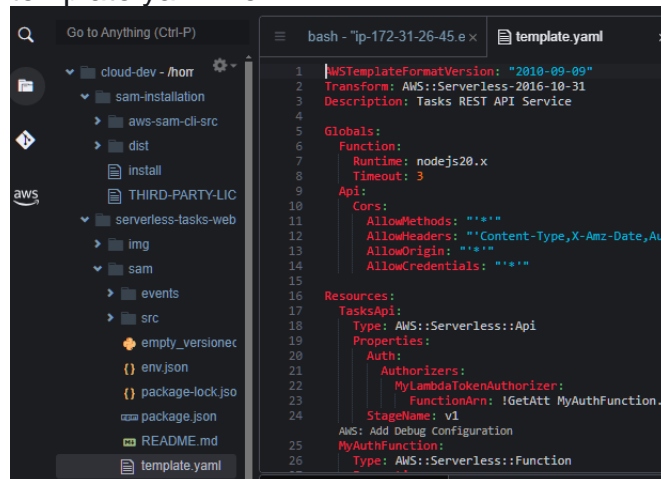 Go to Anything (Ctrl-P)
bash - "ip-172-31-26-45.e ×
template.yaml
cloud-dev - /hom
sam-installation
aws-sam-cli-src
dist
install
THIRD-PARTY-LIC
aws
serverless-tasks-web
img
sam
events
src
empty_versionec
env.json
package-lock.jso
package.json
README.md
template.yaml
1 AWSTemplateFormatVersion: "2010-09-09"
2 Transform: AWS::Serverless-2016-10-31
3 Description: Tasks REST API Service
4
5 Globals:
6 Function:
7 Runtime: nodejs20.x
8 Timeout: 3
9 Api:
10 Cors:
11 AllowMethods: "'*'"
12 AllowHeaders: "'Content-Type,X-Amz-Date,Au
13 AllowOrigin: "'*'"
14 AllowCredentials: "'*'"
15
16 Resources:
17 TasksApi:
18 Type: AWS::Serverless::Api
19 Properties:
20 Auth:
21 Authorizers:
22 MyLambdaTokenAuthorizer:
23 FunctionArn: !GetAtt MyAuthFunction.
24 StageName: v1
AWS: Add Debug Configuration
25 MyAuthFunction:
26 Type: AWS::Serverless::Function